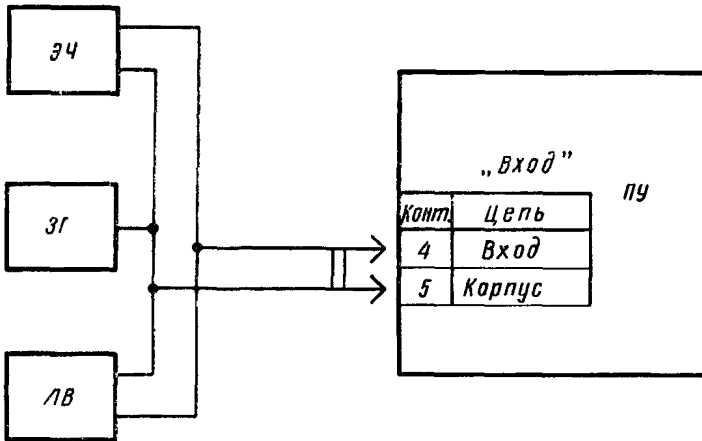 ЭЧ
ЗГ
ЛВ
„Вход”
ПУ
Конт. Цепь
4 Вход
5 Корпус